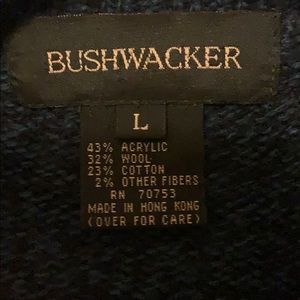 BUSHWACKER
L
43% ACRYLIC
32% WOOL
23% COTTON
2% OTHER FIBERS
RN 70753
MADE IN HONG KONG
(OVER FOR CARE)